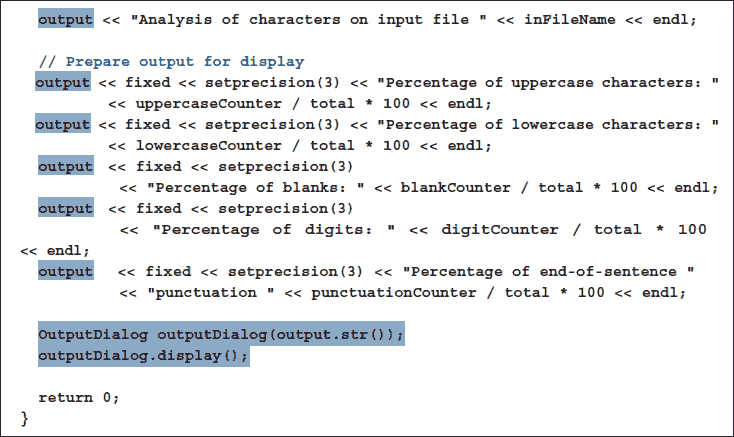 output << "Analysis of characters on input file " << inFileName << endl;
// Prepare output for display
output << fixed << setprecision(3) << "Percentage of uppercase characters: "
<< uppercaseCounter / total * 100 << endl;
output << fixed << setprecision(3) << "Percentage of lowercase characters: "
<< lowercaseCounter / total * 100 << endl;
output << fixed << setprecision(3)
<< "Percentage of blanks: " << blankCounter / total * 100 << endl;
output << fixed << setprecision(3)
<< "Percentage of digits: " << digitCounter / total * 100
<< endl;
output << fixed << setprecision(3) << "Percentage of end-of-sentence "
<< "punctuation " << punctuationCounter / total * 100 << endl;
OutputDialog outputDialog(output.str());
outputDialog.display();
return 0;
}